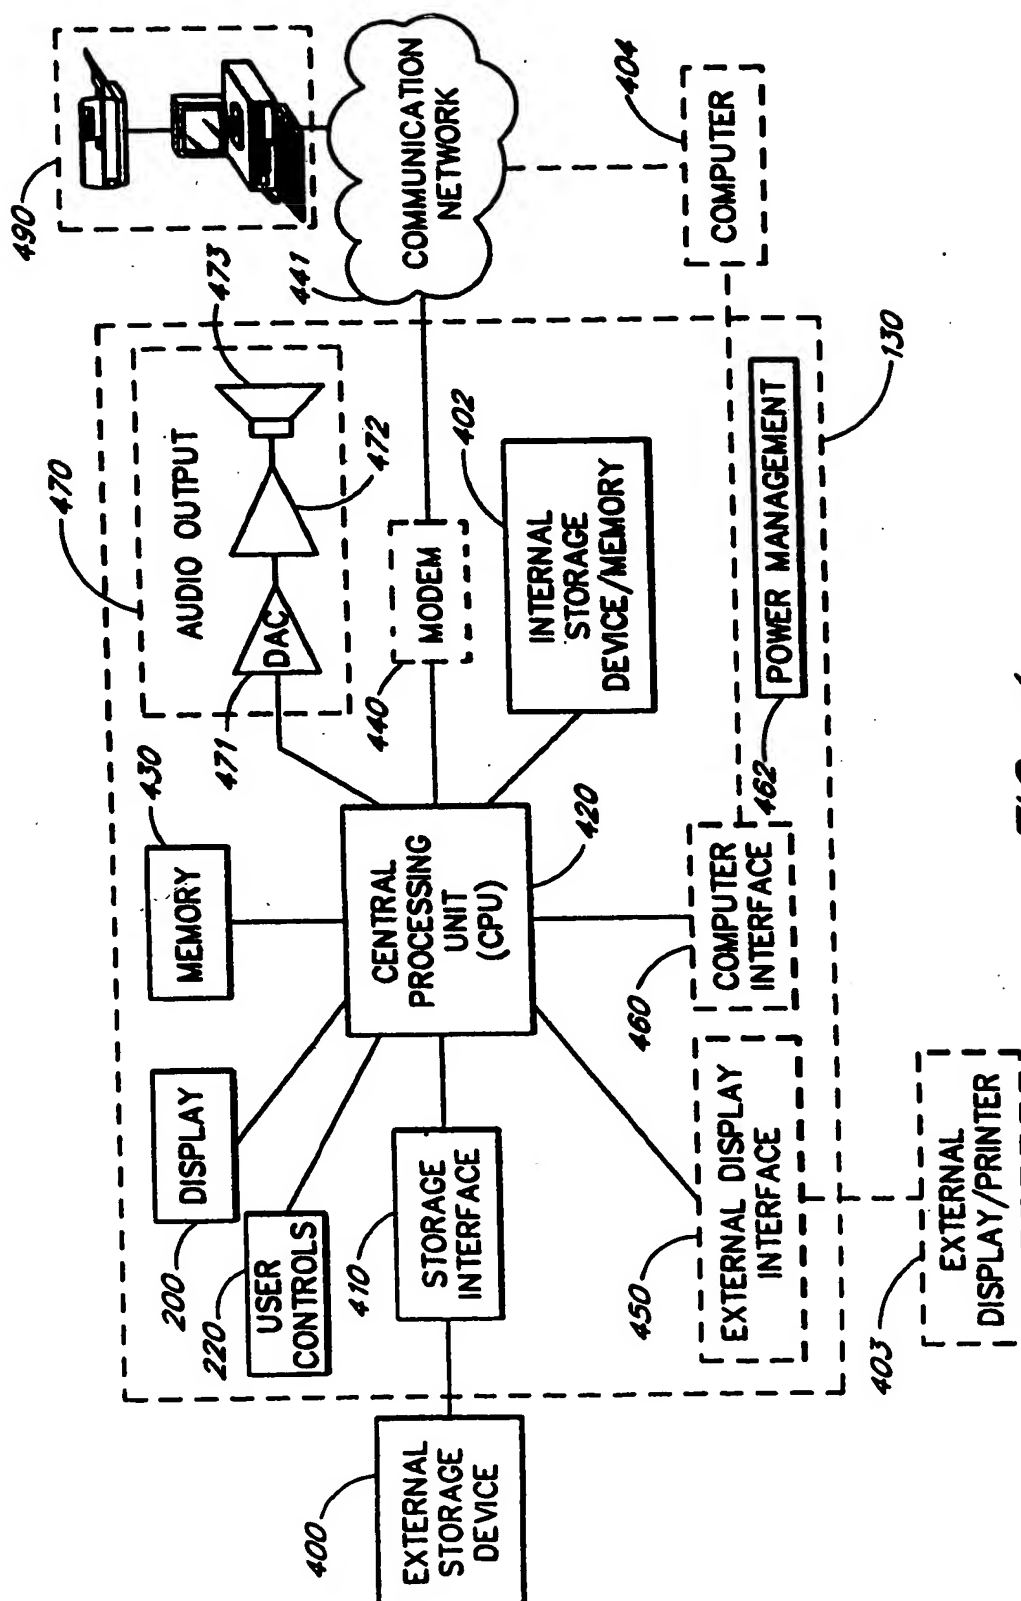 490
473
441
COMMUNICATION
NETWORK
404
COMPUTER
470
AUDIO OUTPUT
DAC
471
472
130
430
MEMORY
440
MODEM
402
INTERNAL
STORAGE
DEVICE/MEMORY
POWER MANAGEMENT
462
CENTRAL
PROCESSING
UNIT
(CPU)
420
460
COMPUTER
INTERFACE
DISPLAY
200
USER
CONTROLS
220
410
STORAGE
INTERFACE
450
EXTERNAL DISPLAY
INTERFACE
400
EXTERNAL
STORAGE
DEVICE
403
EXTERNAL
DISPLAY/PRINTER